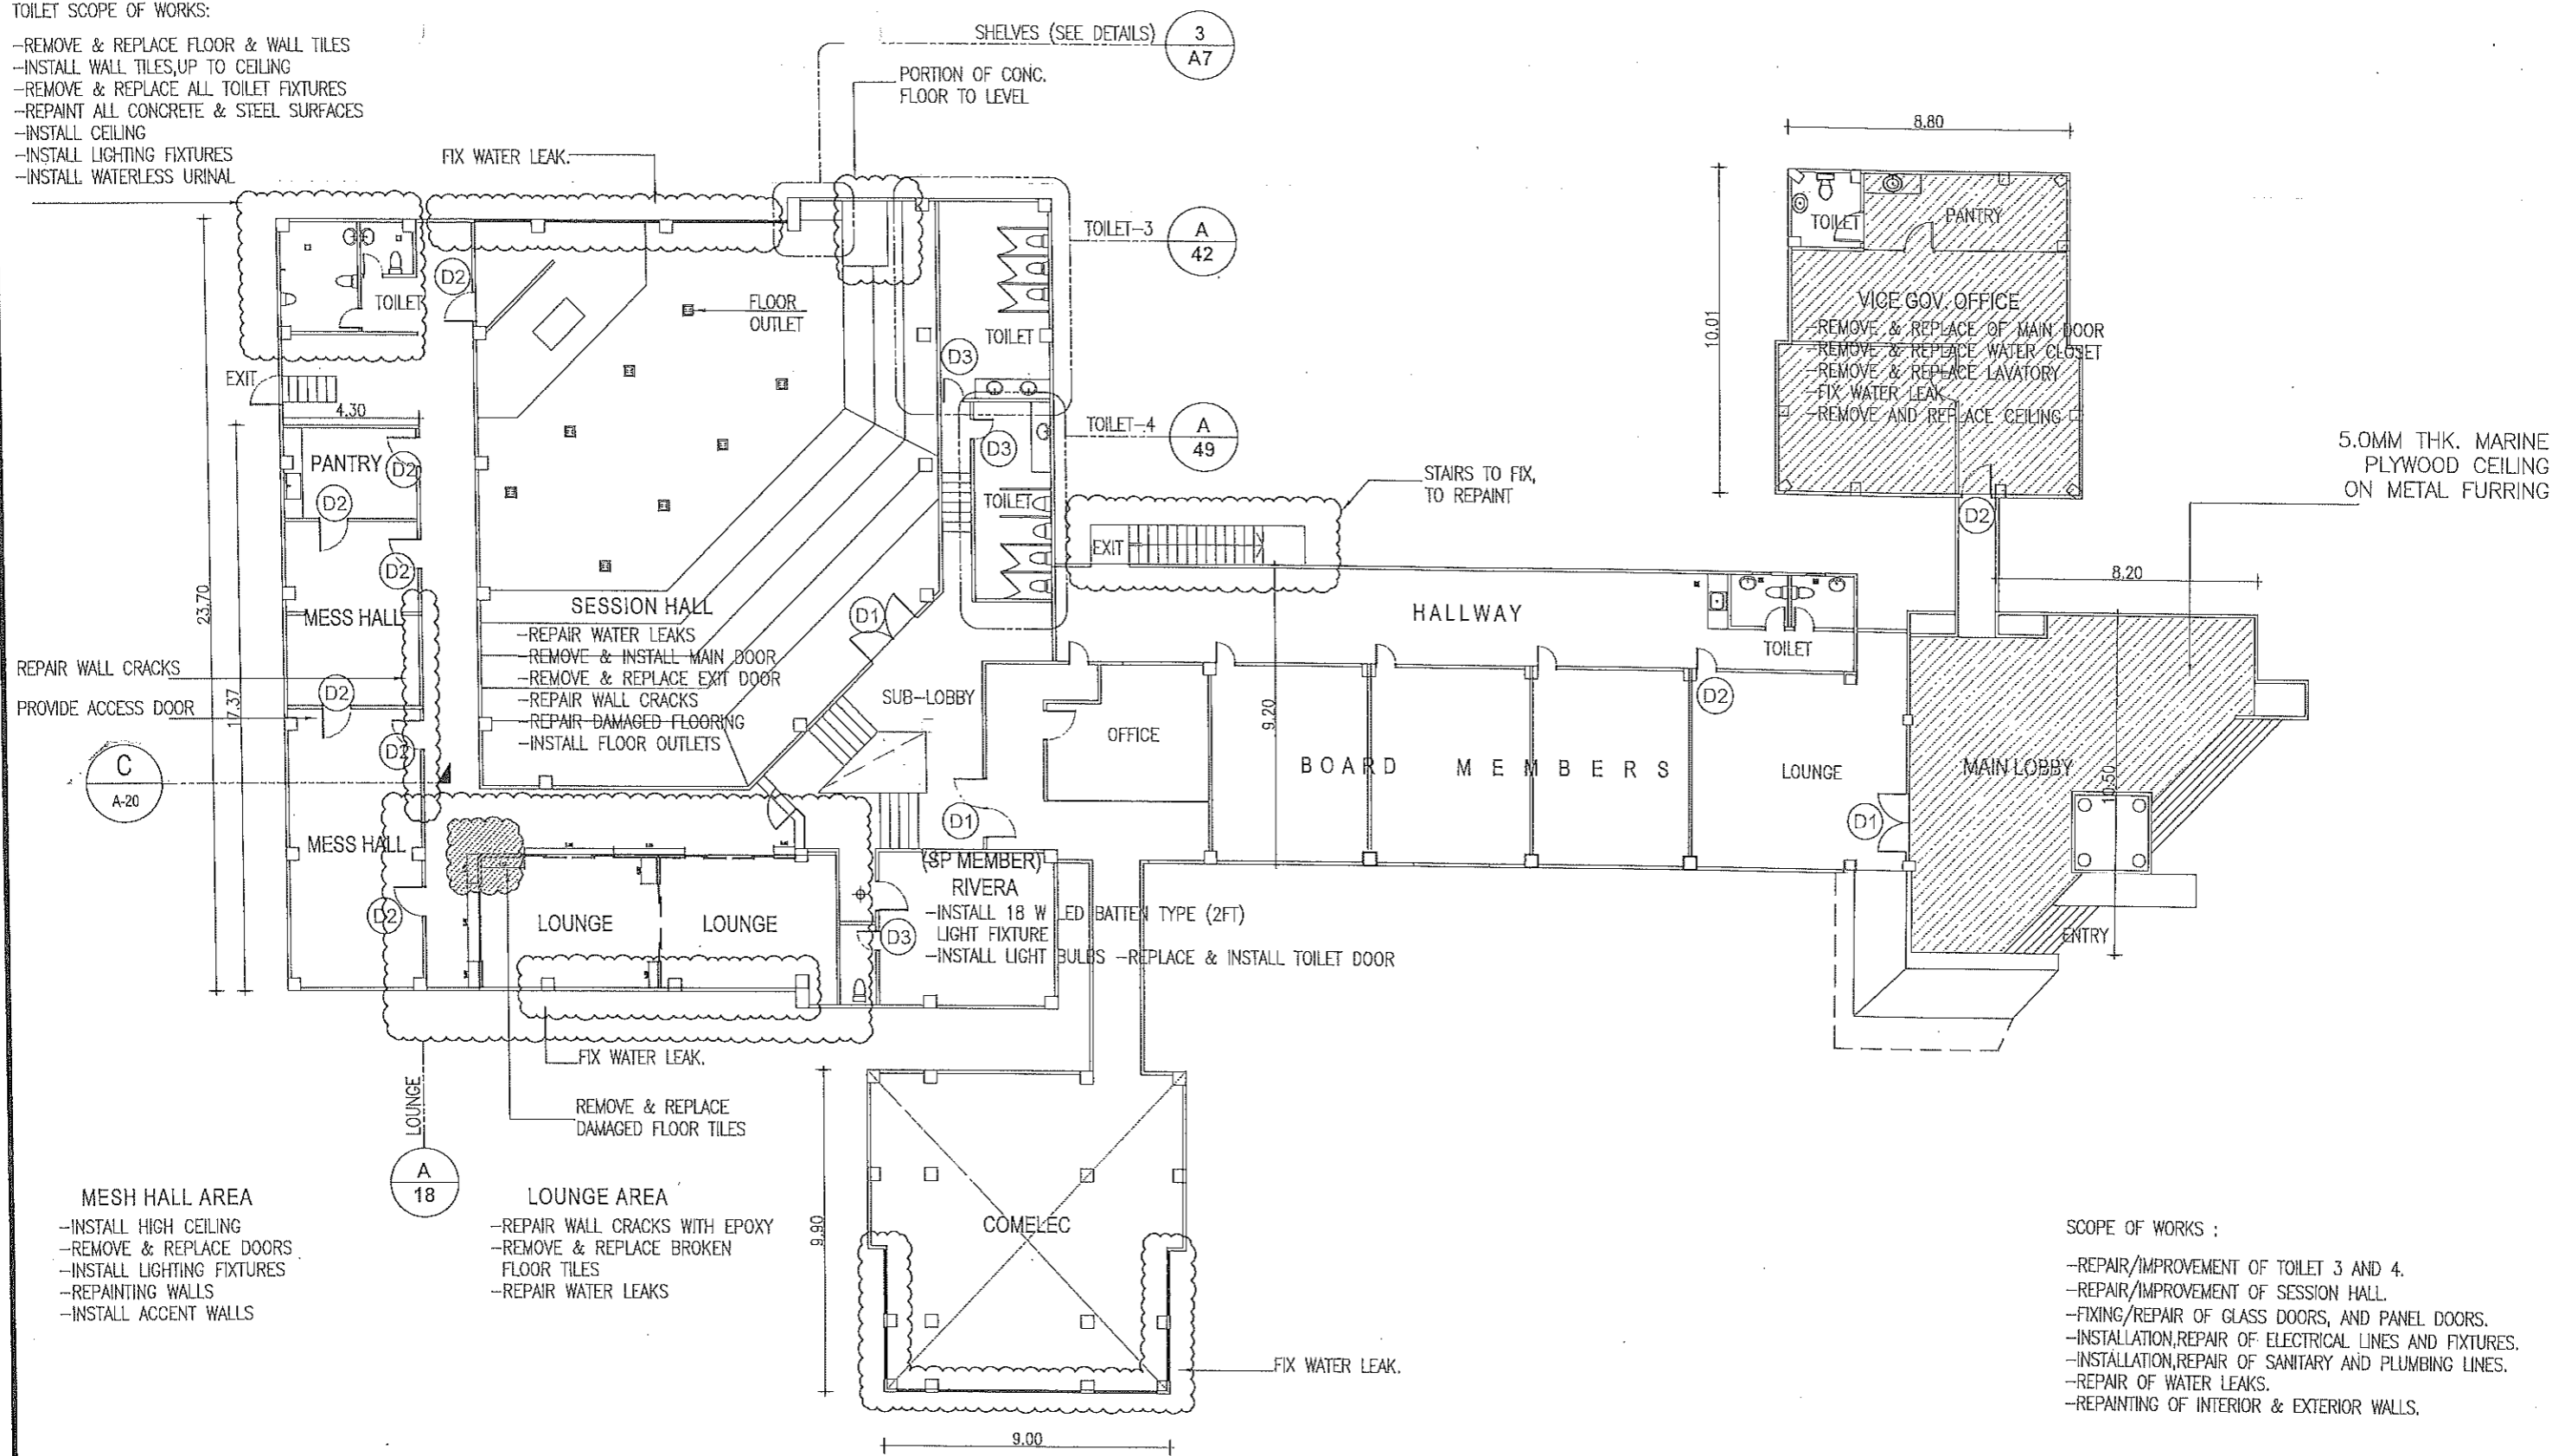 TOILET SCOPE OF WORKS:
-REMOVE & REPLACE FLOOR & WALL TILES
-INSTALL WALL TILES,UP TO CEILING
-REMOVE & REPLACE ALL TOILET FIXTURES
-REPAINT ALL CONCRETE & STEEL SURFACES
-INSTALL CEILING
-INSTALL LIGHTING FIXTURES
-INSTALL WATERLESS URINAL
SHELVES (SEE DETAILS)
3
A7
PORTION OF CONC.
FLOOR TO LEVEL
FIX WATER LEAK.
TOILET-3
A
42
TOILET-4
A
49
8.80
10.01
TOILET
PANTRY
VICE GOV. OFFICE
-REMOVE & REPLACE OF MAIN DOOR
-REMOVE & REPLACE WATER CLOSET
-REMOVE & REPLACE LAVATORY
-FIX WATER LEAK
-REMOVE AND REPLACE CEILING
D2
5.0MM THK. MARINE
PLYWOOD CEILING
ON METAL FURRING
TOILET
D2
FLOOR
OUTLET
TOILET
D3
EXIT
4.30
D3
TOILET
PANTRY
D2
D2
D2
STAIRS TO FIX,
TO REPAINT
EXIT
8.20
23.70
17.37
MESS HALL
SESSION HALL
-REPAIR WATER LEAKS
-REMOVE & INSTALL MAIN DOOR
-REMOVE & REPLACE EXIT DOOR
-REPAIR WALL CRACKS
-REPAIR DAMAGED FLOORING
-INSTALL FLOOR OUTLETS
D1
HALLWAY
TOILET
REPAIR WALL CRACKS
PROVIDE ACCESS DOOR
D2
D2
C
A-20
SUB-LOBBY
OFFICE
9.20
BOARD MEMBERS
D2
LOUNGE
MAIN LOBBY
10.50
D1
D1
MESS HALL
D2
LOUNGE
LOUNGE
D3
(SP MEMBER)
RIVERA
-INSTALL 18 W LED BATTEN TYPE (2FT)
LIGHT FIXTURE
-INSTALL LIGHT BULBS -REPLACE & INSTALL TOILET DOOR
ENTRY
FIX WATER LEAK.
REMOVE & REPLACE
DAMAGED FLOOR TILES
LOUNGE
A
18
MESH HALL AREA
-INSTALL HIGH CEILING
-REMOVE & REPLACE DOORS
-INSTALL LIGHTING FIXTURES
-REPAINTING WALLS
-INSTALL ACCENT WALLS
LOUNGE AREA
-REPAIR WALL CRACKS WITH EPOXY
-REMOVE & REPLACE BROKEN
FLOOR TILES
-REPAIR WATER LEAKS
9.90
COMELEC
FIX WATER LEAK.
9.00
SCOPE OF WORKS :
-REPAIR/IMPROVEMENT OF TOILET 3 AND 4.
-REPAIR/IMPROVEMENT OF SESSION HALL.
-FIXING/REPAIR OF GLASS DOORS, AND PANEL DOORS.
-INSTALLATION,REPAIR OF ELECTRICAL LINES AND FIXTURES.
-INSTALLATION,REPAIR OF SANITARY AND PLUMBING LINES.
-REPAIR OF WATER LEAKS.
-REPAINTING OF INTERIOR & EXTERIOR WALLS.